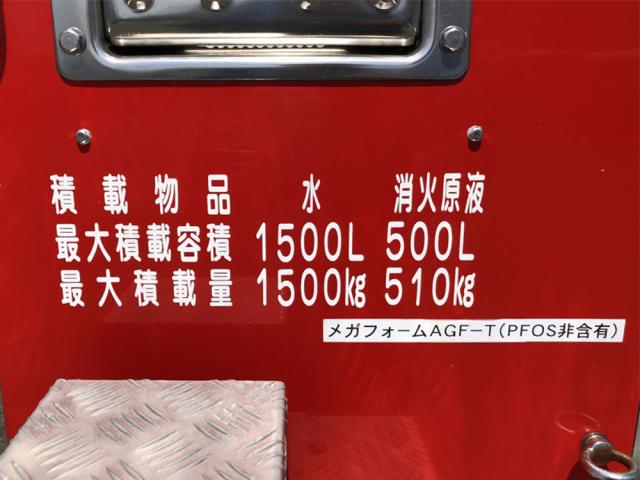 積載物品 水 消火原液
最大積載容積 1500L 500L
最大積載量 1500kg 510kg
メガフォームAGF-T(PFOS非含有)